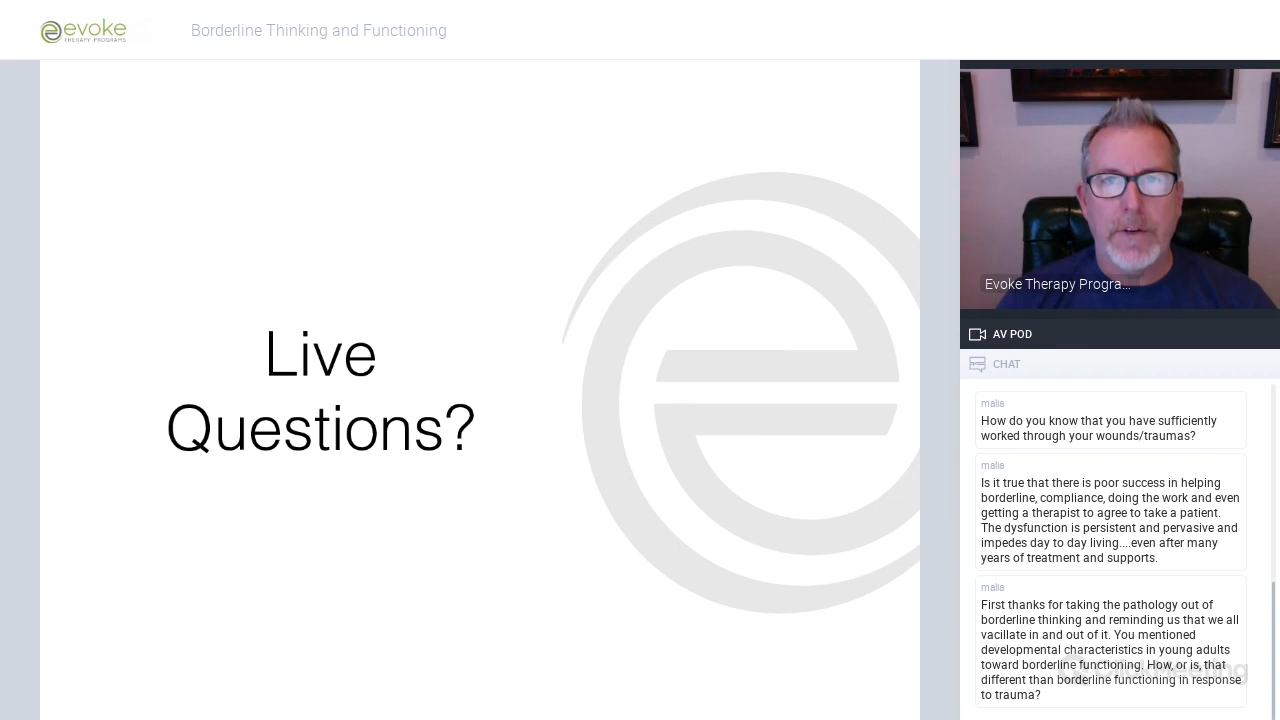 evoke
THERAPY PROGRAMS
Borderline Thinking and Functioning
Live
Questions?
Evoke Therapy Progra...
AV POD
CHAT
malia
How do you know that you have sufficiently
worked through your wounds/traumas?
malia
Is it true that there is poor success in helping
borderline, compliance, doing the work and even
getting a therapist to agree to take a patient.
The dysfunction is persistent and pervasive and
impedes day to day living....even after many
years of treatment and supports.
malia
First thanks for taking the pathology out of
borderline thinking and reminding us that we all
vacillate in and out of it. You mentioned
developmental characteristics in young adults
toward borderline functioning. How, or is, that
different than borderline functioning in response
to trauma?
ClickMeeting